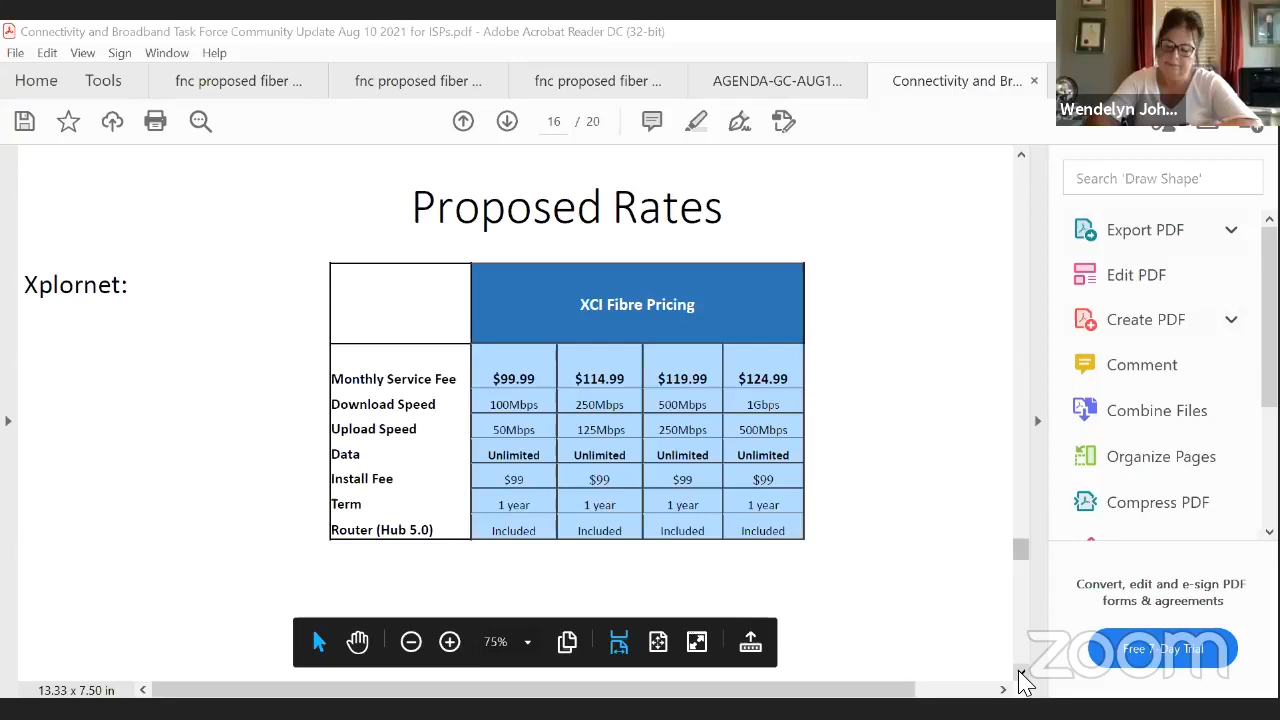 Connectivity and Broadband Task Force Community Update Aug 10 2021 for ISPs.pdf - Adobe Acrobat Reader DC (32-bit)
File Edit View Sign Window Help
Home Tools fnc proposed fiber ... fnc proposed fiber ... fnc proposed fiber ... AGENDA-GC-AUG1... Connectivity and Br... ×
Wendelyn Joh...
16 / 20
Search 'Draw Shape'
Proposed Rates
Xplornet:
XCI Fibre Pricing
Monthly Service Fee $99.99 $114.99 $119.99 $124.99
Download Speed 100Mbps 250Mbps 500Mbps 1Gbps
Upload Speed 50Mbps 125Mbps 250Mbps 500Mbps
Data Unlimited Unlimited Unlimited Unlimited
Install Fee $99 $99 $99 $99
Term 1 year 1 year 1 year 1 year
Router (Hub 5.0) Included Included Included Included
Export PDF
Edit PDF
Create PDF
Comment
Combine Files
Organize Pages
Compress PDF
Convert, edit and e-sign PDF
forms & agreements
Free 7-Day Trial
zoom
75%
13.33 x 7.50 in